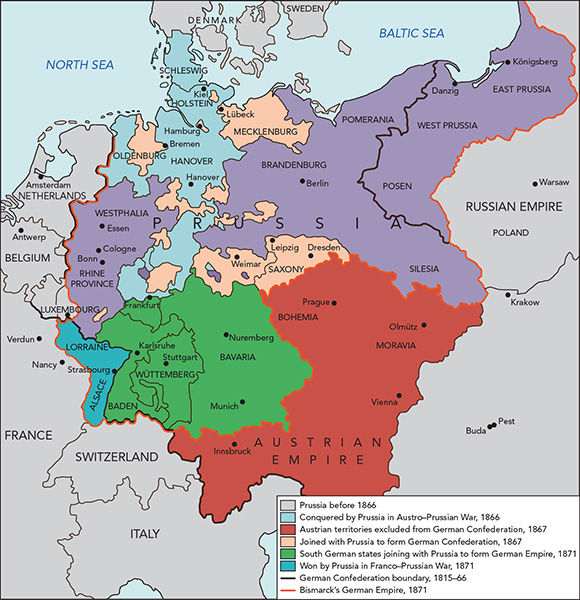 SWEDEN
DENMARK
BALTIC SEA
NORTH SEA
Königsberg
SCHLESWIG
Danzig
EAST PRUSSIA
Kiel
HOLSTEIN
Lübeck
POMERANIA
WEST PRUSSIA
Hamburg
MECKLENBURG
Bremen
OLDENBURG
HANOVER
BRANDENBURG
Hanover
Berlin
POSEN
Warsaw
Amsterdam
NETHERLANDS
RUSSIAN EMPIRE
WESTPHALIA
PRUSSIA
Essen
Antwerp
POLAND
Cologne
Leipzig
Dresden
BELGIUM
Bonn
Weimar
SAXONY
RHINE
PROVINCE
SILESIA
Krakow
Frankfurt
Prague
LUXEMBOURG
BOHEMIA
Olmütz
Verdun
LORRAINE
Karlsruhe
Nuremberg
MORAVIA
Nancy
Stuttgart
BAVARIA
Strasbourg
WÜTTEMBERG
ALSACE
BADEN
Munich
Vienna
Pest
Buda
FRANCE
SWITZERLAND
Innsbruck
AUSTRIAN
EMPIRE
ITALY
Prussia before 1866
Conquered by Prussia in Austro–Prussian War, 1866
Austrian territories excluded from German Confederation, 1867
Joined with Prussia to form German Confederation, 1867
South German states joining with Prussia to form German Empire, 1871
Won by Prussia in Franco–Prussian War, 1871
German Confederation boundary, 1815–66
Bismarck's German Empire, 1871